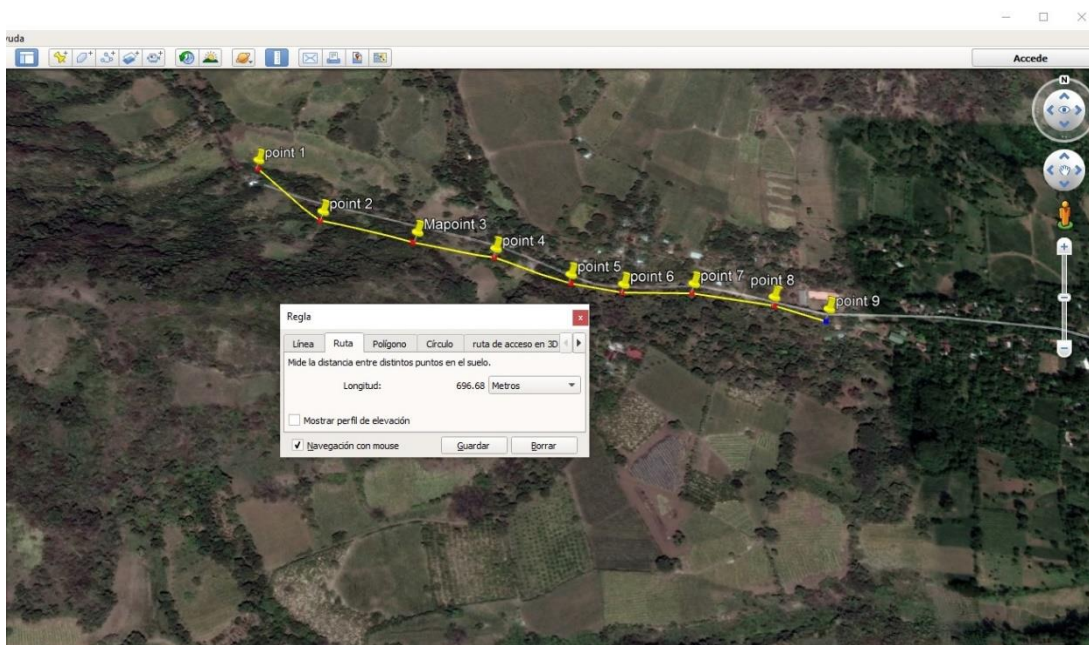 yuda
Accede
N
point 1
point 2
Mapoint 3
point 4
point 5
point 6
point 7
point 8
point 9
Regla
Línea Ruta Polígono Círculo ruta de acceso en 3D
Mide la distancia entre distintos puntos en el suelo.
Longitud: 696.68 Metros
Mostrar perfil de elevación
Navegación con mouse Guardar Borrar